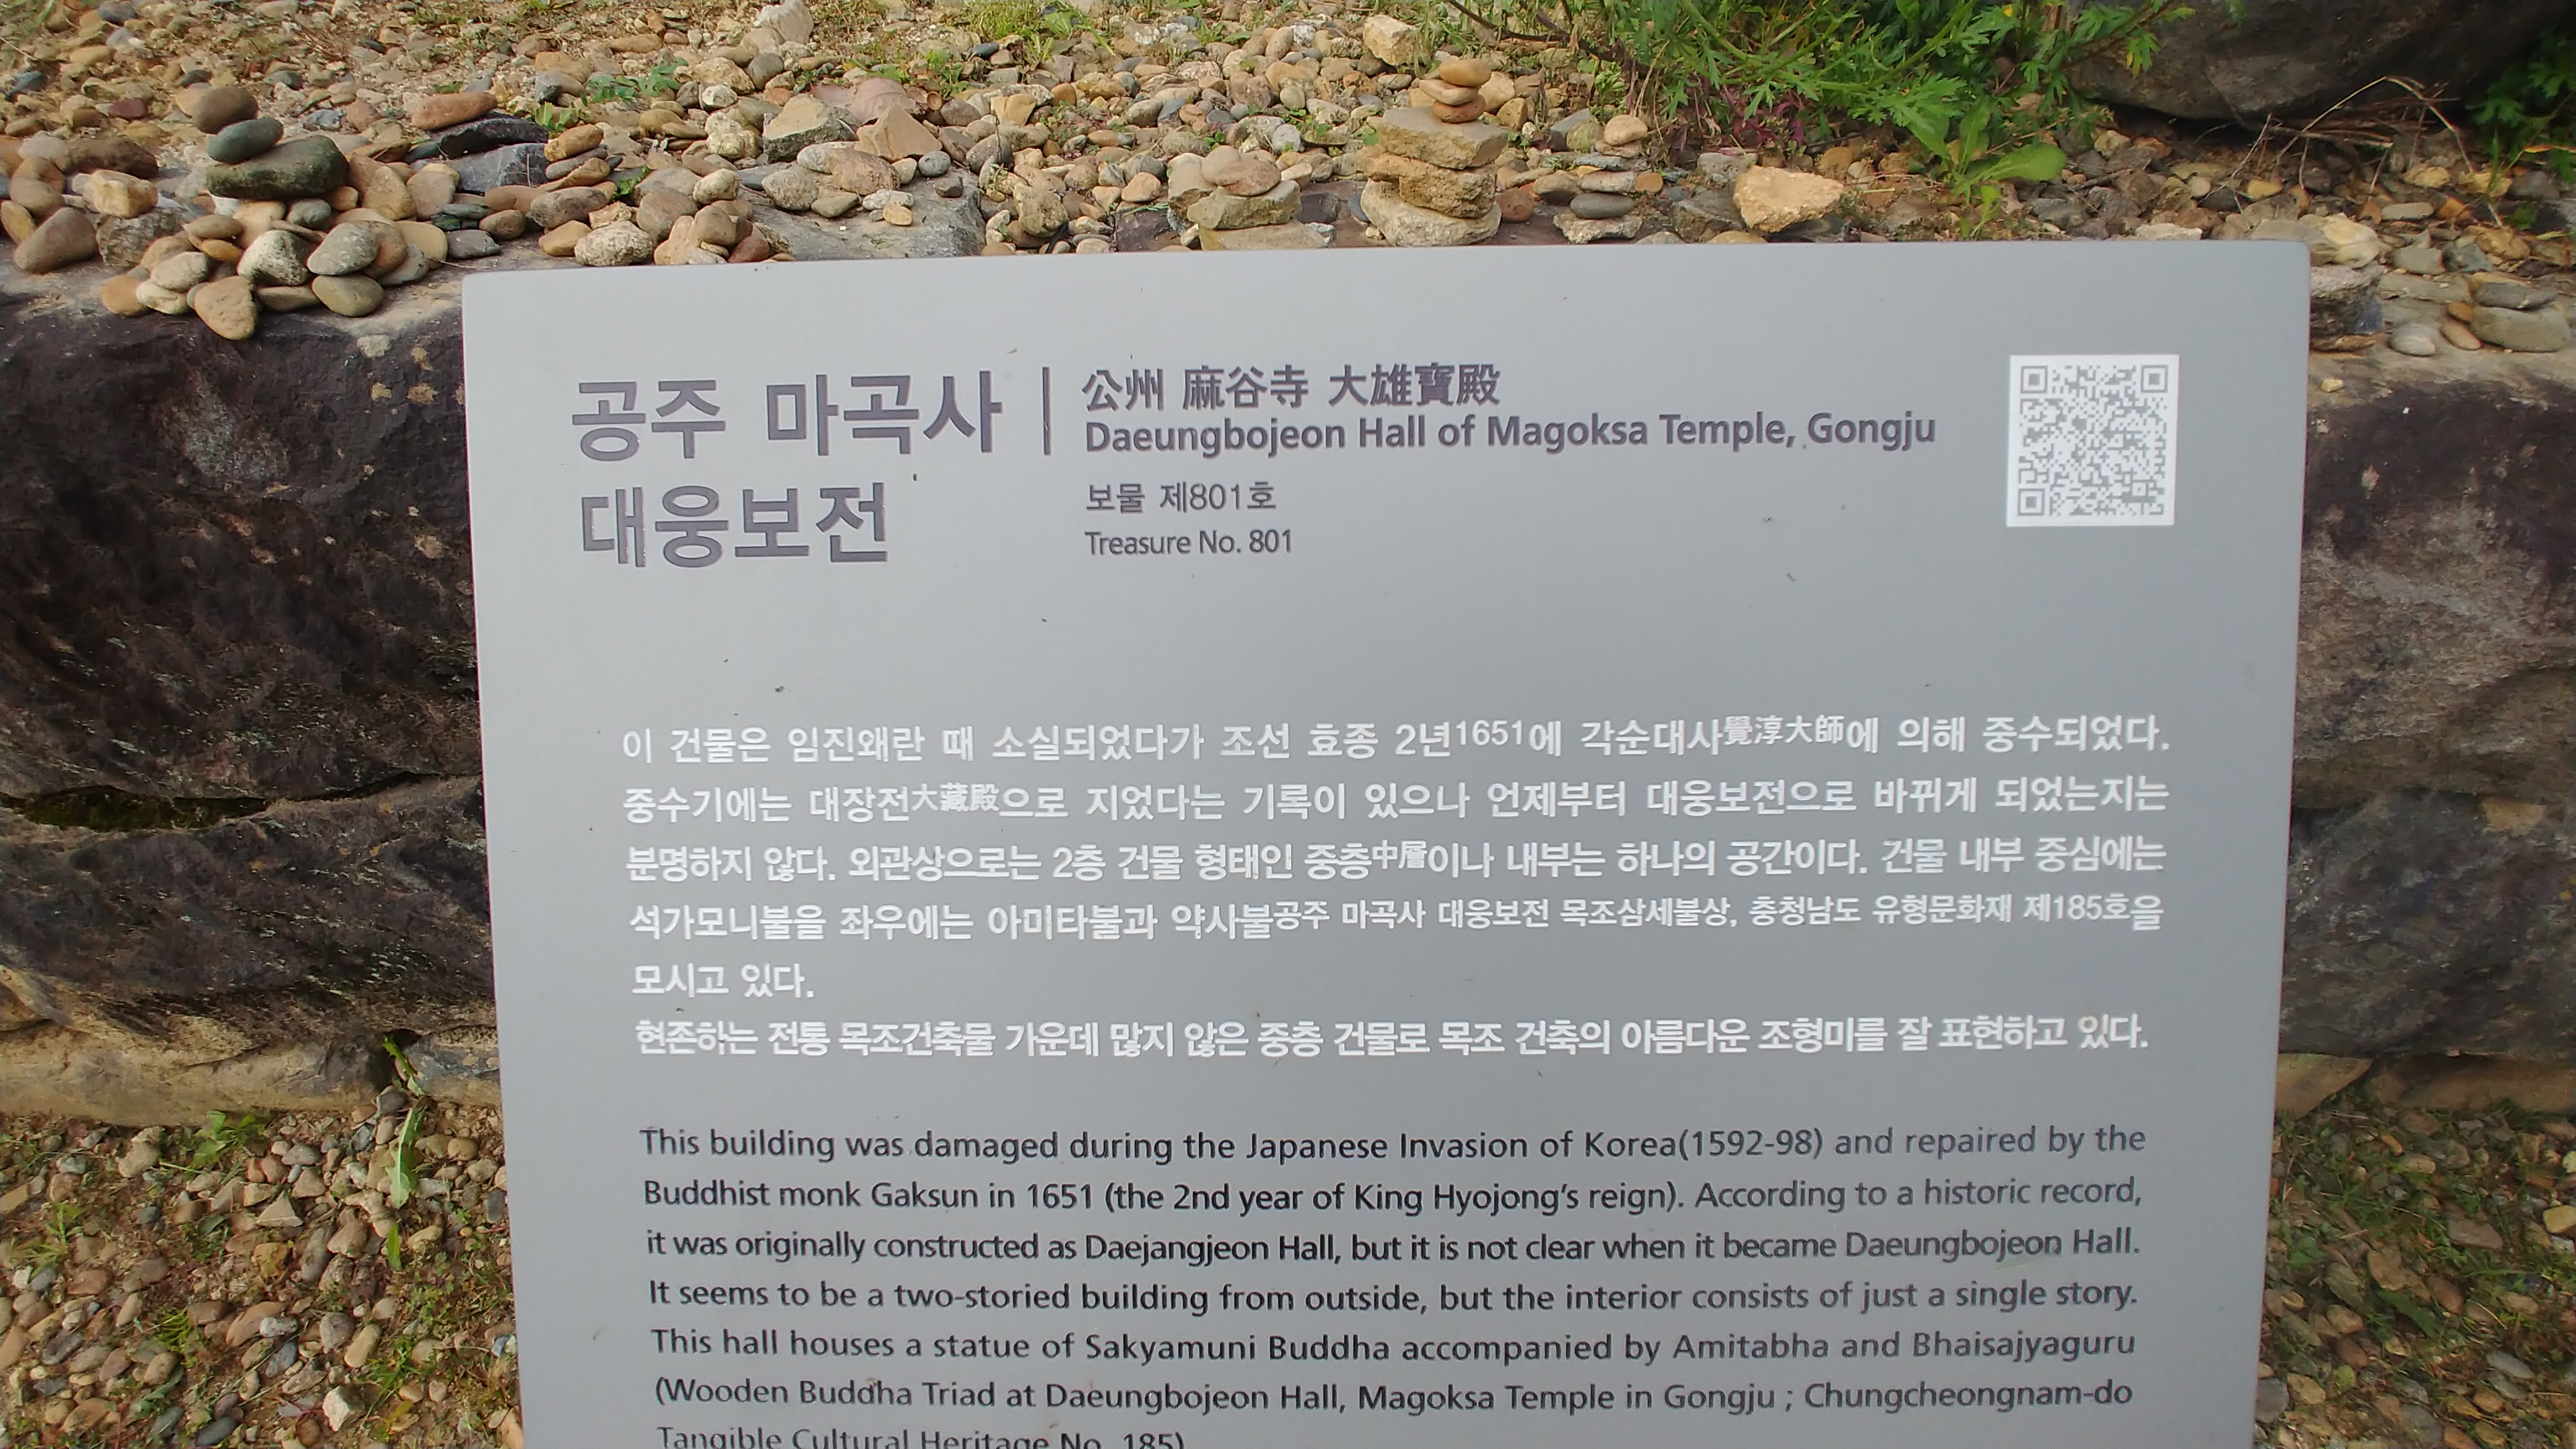 공주 마곡사
대웅보전
公州 麻谷寺 大雄寶殿
Daeungbojeon Hall of Magoksa Temple, Gongju
보물 제801호
Treasure No. 801
이 건물은 임진왜란 때 소실되었다가 조선 효종 2년1651에 각순대사覺淳大師에 의해 중수되었다.
중수기에는 대장전大藏殿으로 지었다는 기록이 있으나 언제부터 대웅보전으로 바뀌게 되었는지는
분명하지 않다. 외관상으로는 2층 건물 형태인 중층中層이나 내부는 하나의 공간이다. 건물 내부 중심에는
석가모니불을 좌우에는 아미타불과 약사불공주 마곡사 대웅보전 목조삼세불상, 충청남도 유형문화재 제185호을
모시고 있다.
현존하는 전통 목조건축물 가운데 많지 않은 중층 건물로 목조 건축의 아름다운 조형미를 잘 표현하고 있다.
This building was damaged during the Japanese Invasion of Korea(1592-98) and repaired by the
Buddhist monk Gaksun in 1651 (the 2nd year of King Hyojong's reign). According to a historic record,
it was originally constructed as Daejangjeon Hall, but it is not clear when it became Daeungbojeon Hall.
It seems to be a two-storied building from outside, but the interior consists of just a single story.
This hall houses a statue of Sakyamuni Buddha accompanied by Amitabha and Bhaisajyaguru
(Wooden Buddha Triad at Daeungbojeon Hall, Magoksa Temple in Gongju ; Chungcheongnam-do
Tangible Cultural Heritage No. 185)